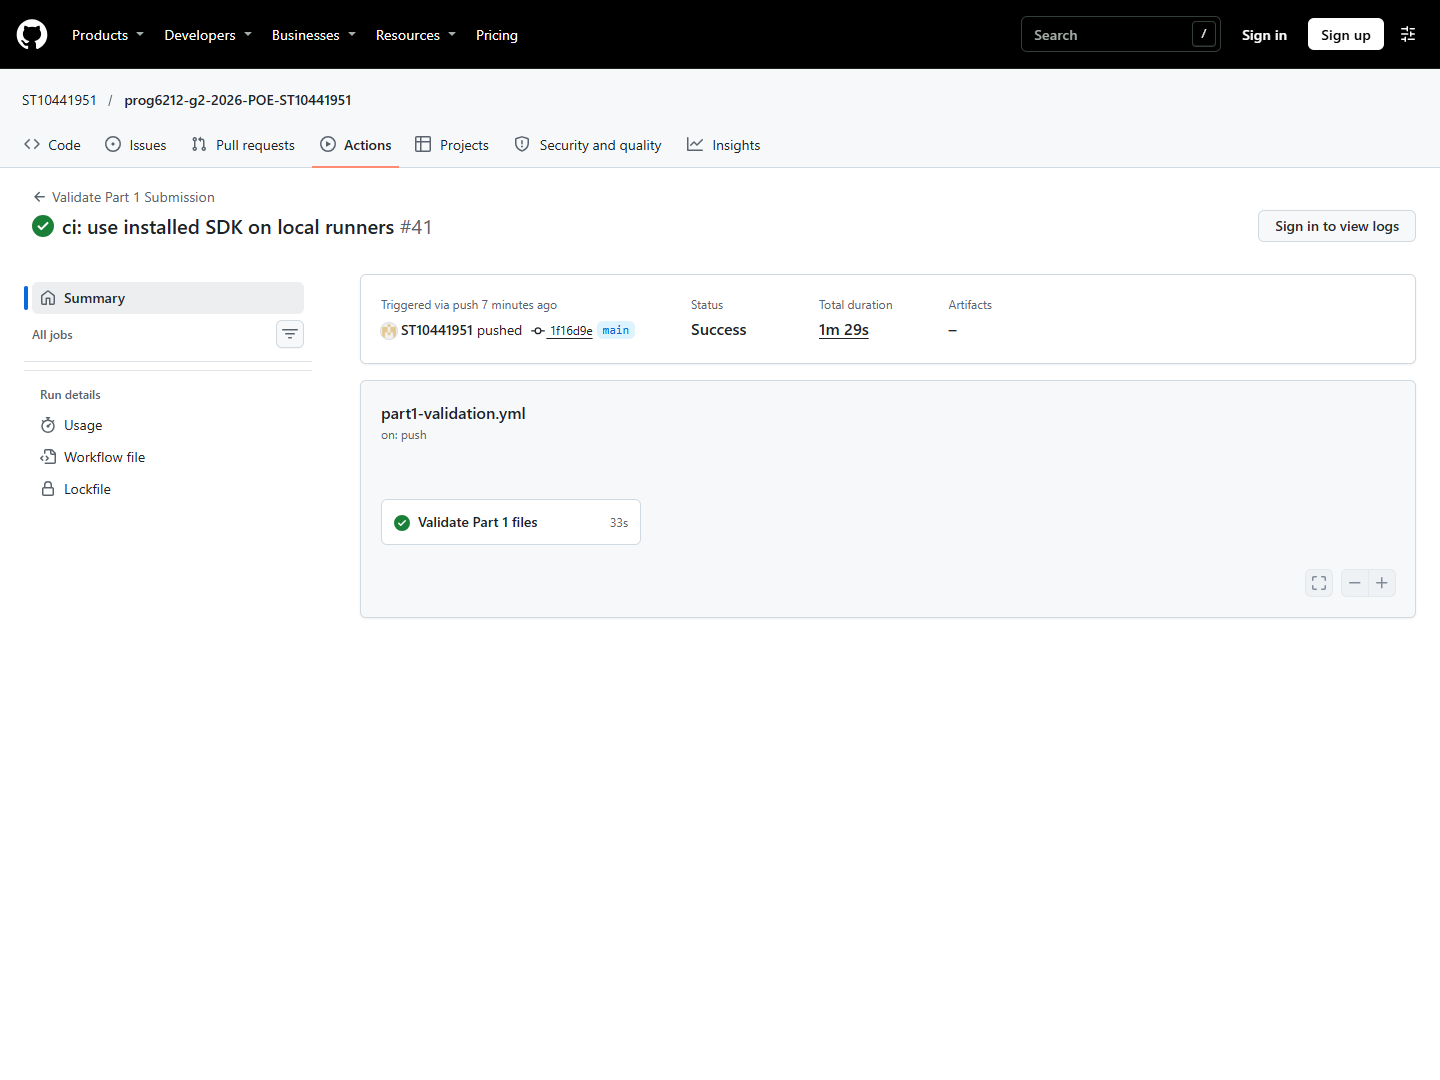 Products Developers Businesses Resources Pricing Search / Sign in Sign up
ST10441951 / prog6212-g2-2026-POE-ST10441951
Code Issues Pull requests Actions Projects Security and quality Insights
Validate Part 1 Submission
ci: use installed SDK on local runners #41
Sign in to view logs
Summary
All jobs
Run details
Usage
Workflow file
Lockfile
Triggered via push 7 minutes ago
ST10441951 pushed 1f16d9e main
Status
Success
Total duration
1m 29s
Artifacts
–
part1-validation.yml
on: push
Validate Part 1 files 33s